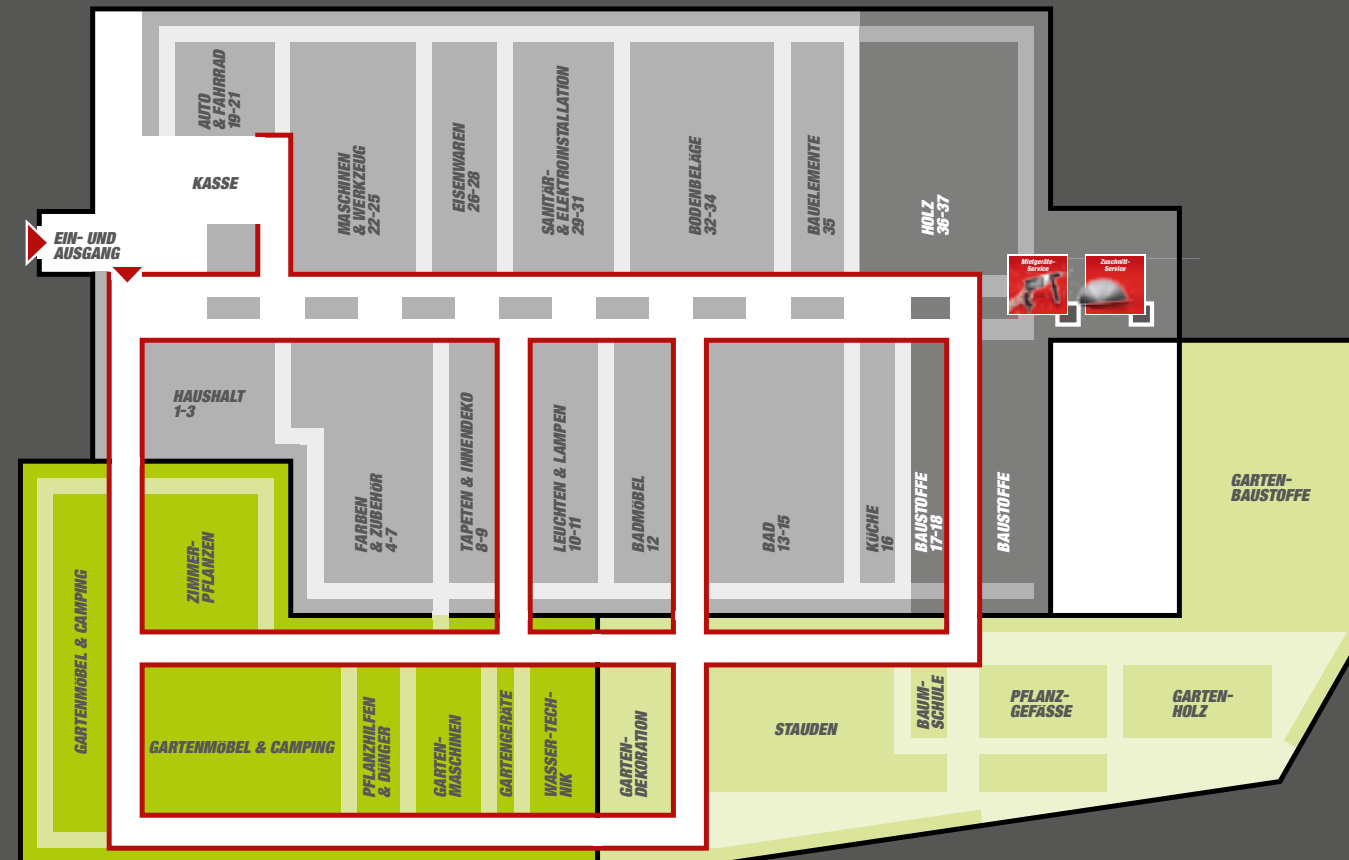 AUTO
& FAHRRAD
19-21
KASSE
MASCHINEN
& WERKZEUG
22-25
EISENWAREN
26-28
SANITÄR-
& ELEKTROINSTALLATION
29-31
BODENBELÄGE
32-34
BAUELEMENTE
35
HOLZ
36-37
EIN- UND
AUSGANG
Mietgeräte-
Service
Zuschnitt-
Service
HAUSHALT
1-3
FARBEN
& ZUBEHÖR
4-7
TAPETEN & INNENDEKO
8-9
LEUCHTEN & LAMPEN
10-11
BADMÖBEL
12
BAD
13-15
KÜCHE
16
BAUSTOFFE
17-18
BAUSTOFFE
GARTEN-
BAUSTOFFE
ZIMMER-
PFLANZEN
GARTENMÖBEL & CAMPING
GARTENMÖBEL & CAMPING
PFLANZHILFEN
& DÜNGER
GARTEN-
MASCHINEN
GARTENGERÄTE
WASSER-TECH-
NIK
GARTEN-
DEKORATION
STAUDEN
BAUM-
SCHULE
PFLANZ-
GEFÄSSE
GARTEN-
HOLZ